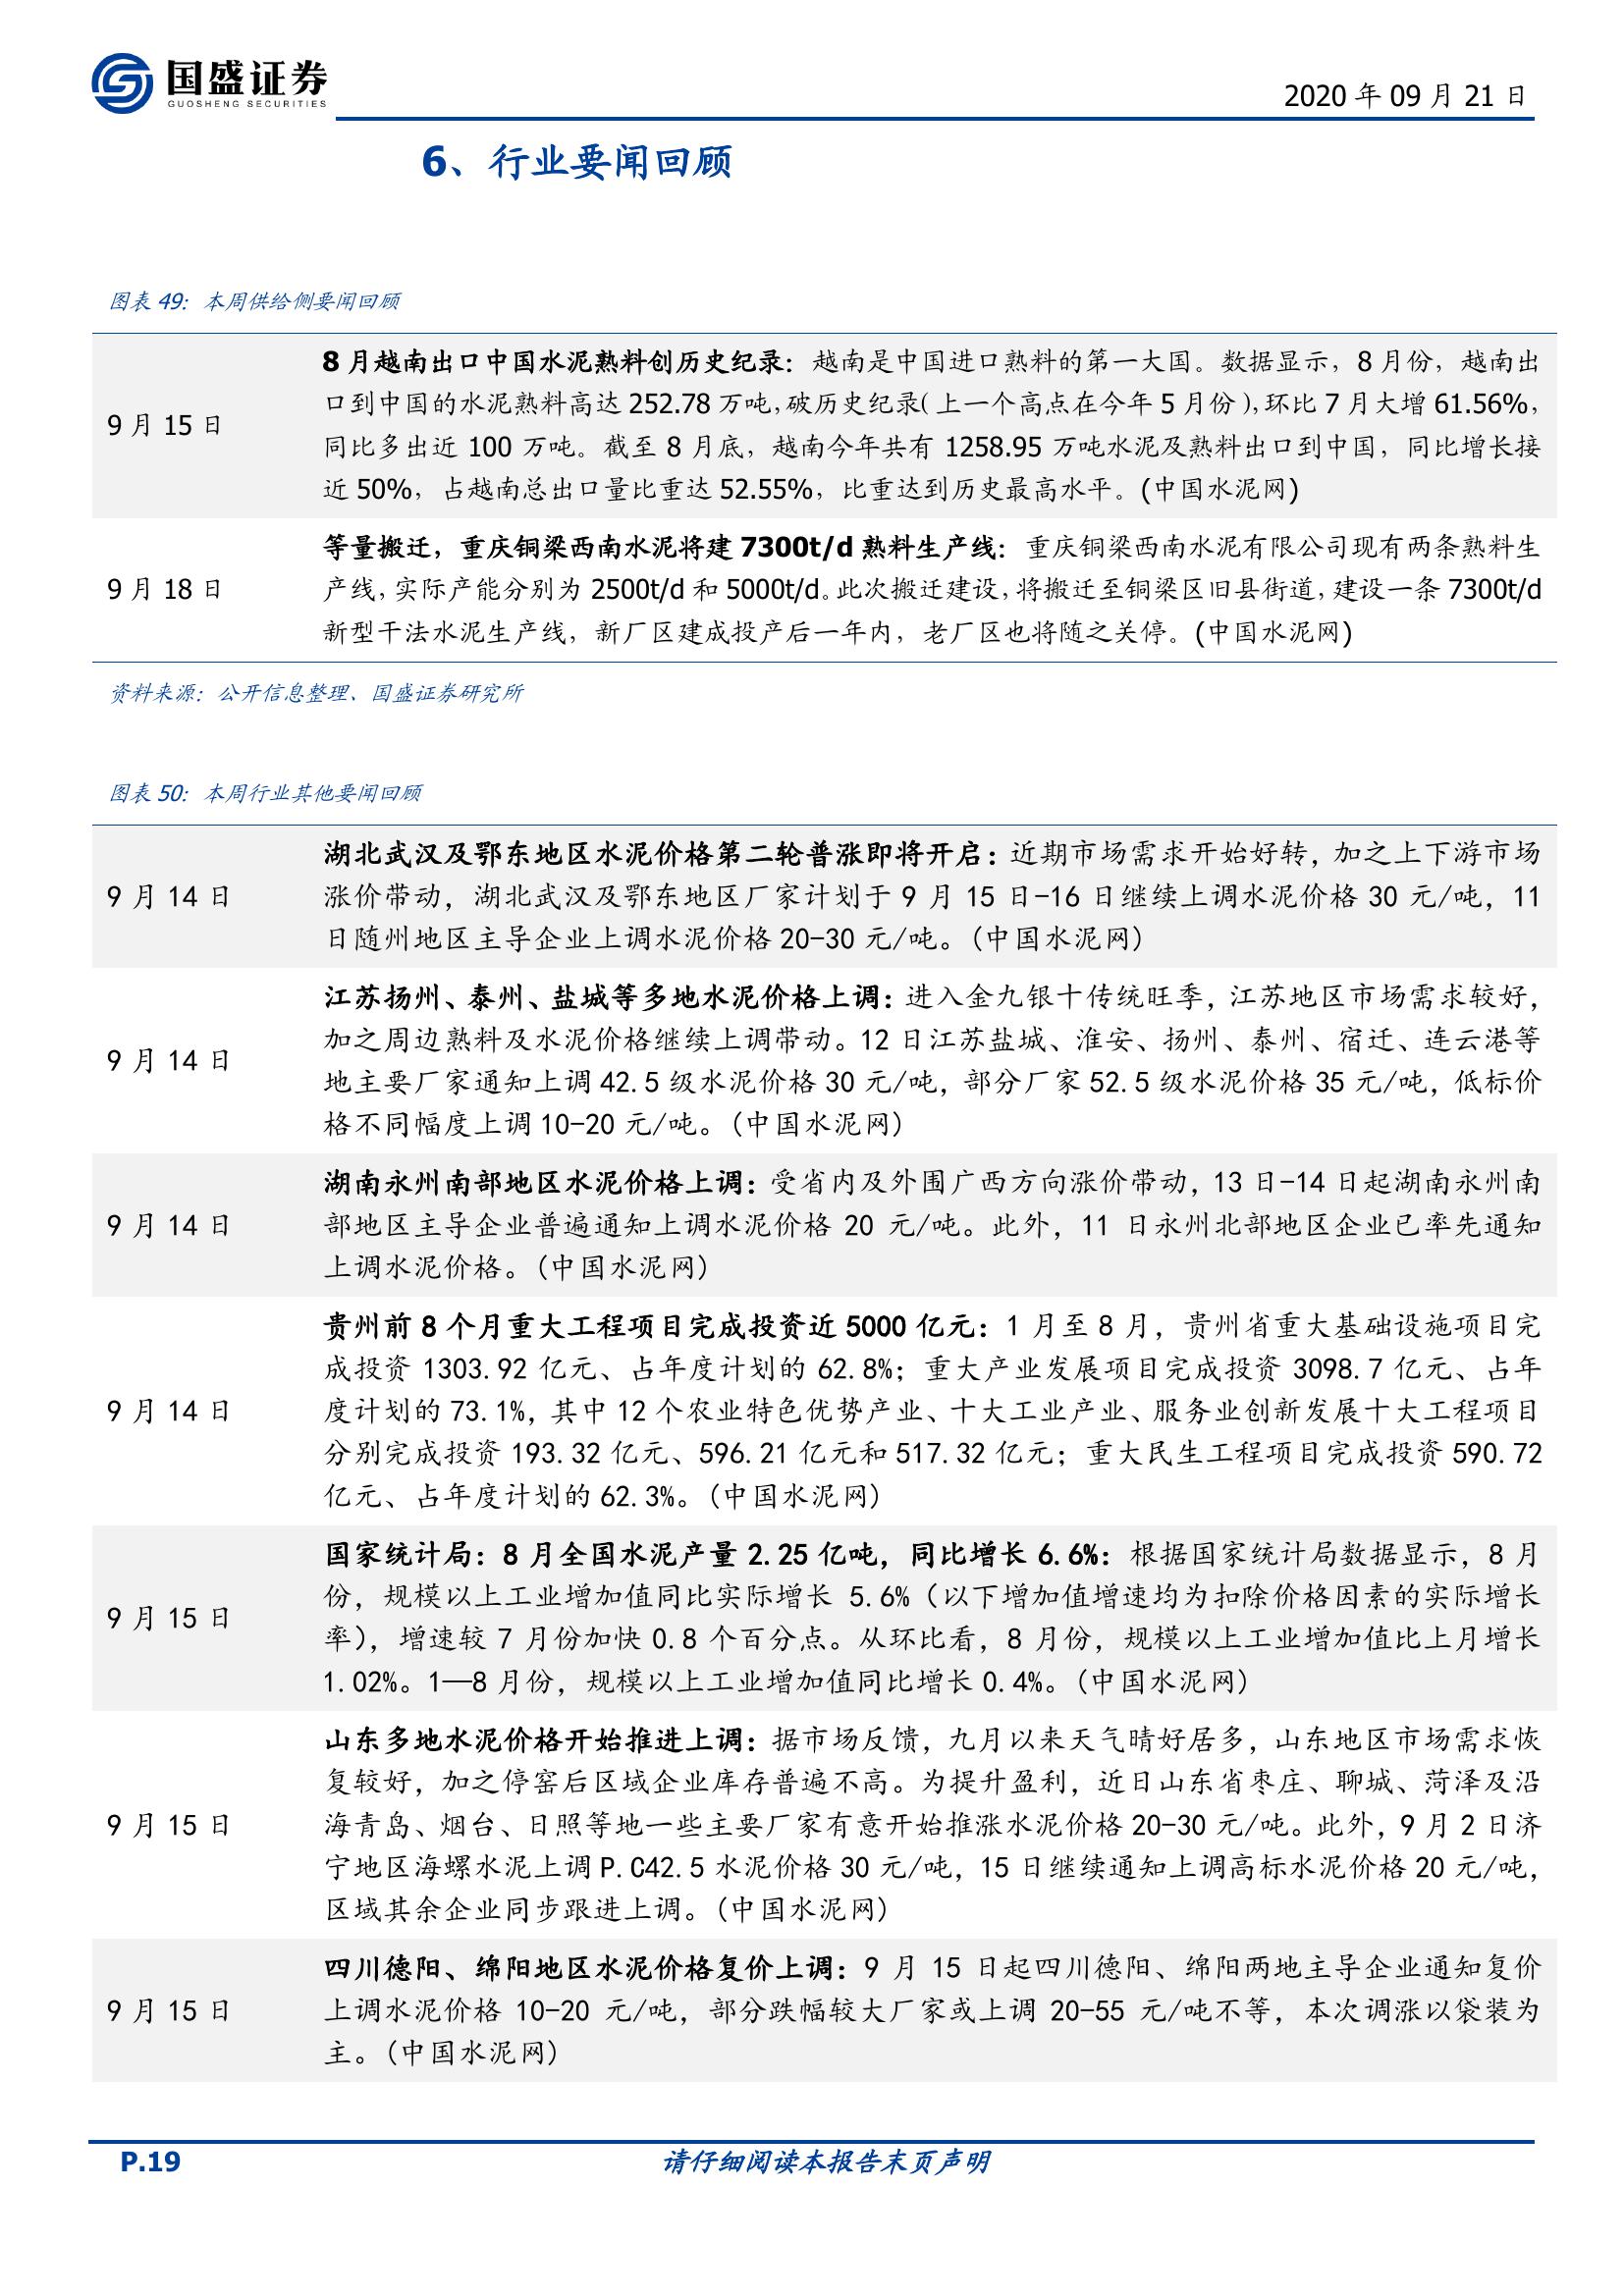 国盛证券
GUOSHENG SECURITIES
2020 年 09 月 21 日
6、行业要闻回顾
图表 49：本周供给侧要闻回顾
9 月 15 日
8 月越南出口中国水泥熟料创历史纪录：越南是中国进口熟料的第一大国。数据显示，8 月份，越南出
口到中国的水泥熟料高达 252.78 万吨，破历史纪录（上一个高点在今年 5 月份），环比 7 月大增 61.56%，
同比多出近 100 万吨。截至 8 月底，越南今年共有 1258.95 万吨水泥及熟料出口到中国，同比增长接
近 50%，占越南总出口量比重达 52.55%，比重达到历史最高水平。(中国水泥网)
9 月 18 日
等量搬迁，重庆铜梁西南水泥将建 7300t/d 熟料生产线：重庆铜梁西南水泥有限公司现有两条熟料生
产线，实际产能分别为 2500t/d 和 5000t/d。此次搬迁建设，将搬迁至铜梁区旧县街道，建设一条 7300t/d
新型干法水泥生产线，新厂区建成投产后一年内，老厂区也将随之关停。(中国水泥网)
资料来源：公开信息整理、国盛证券研究所
图表 50：本周行业其他要闻回顾
9 月 14 日
湖北武汉及鄂东地区水泥价格第二轮普涨即将开启：近期市场需求开始好转，加之上下游市场
涨价带动，湖北武汉及鄂东地区厂家计划于 9 月 15 日-16 日继续上调水泥价格 30 元/吨，11
日随州地区主导企业上调水泥价格 20-30 元/吨。(中国水泥网)
9 月 14 日
江苏扬州、泰州、盐城等多地水泥价格上调：进入金九银十传统旺季，江苏地区市场需求较好，
加之周边熟料及水泥价格继续上调带动。12 日江苏盐城、淮安、扬州、泰州、宿迁、连云港等
地主要厂家通知上调 42.5 级水泥价格 30 元/吨，部分厂家 52.5 级水泥价格 35 元/吨，低标价
格不同幅度上调 10-20 元/吨。(中国水泥网)
9 月 14 日
湖南永州南部地区水泥价格上调：受省内及外围广西方向涨价带动，13 日-14 日起湖南永州南
部地区主导企业普遍通知上调水泥价格 20 元/吨。此外，11 日永州北部地区企业已率先通知
上调水泥价格。(中国水泥网)
9 月 14 日
贵州前 8 个月重大工程项目完成投资近 5000 亿元：1 月至 8 月，贵州省重大基础设施项目完
成投资 1303.92 亿元、占年度计划的 62.8%；重大产业发展项目完成投资 3098.7 亿元、占年
度计划的 73.1%，其中 12 个农业特色优势产业、十大工业产业、服务业创新发展十大工程项目
分别完成投资 193.32 亿元、596.21 亿元和 517.32 亿元；重大民生工程项目完成投资 590.72
亿元、占年度计划的 62.3%。(中国水泥网)
9 月 15 日
国家统计局：8 月全国水泥产量 2.25 亿吨，同比增长 6.6%：根据国家统计局数据显示，8 月
份，规模以上工业增加值同比实际增长 5.6%（以下增加值增速均为扣除价格因素的实际增长
率），增速较 7 月份加快 0.8 个百分点。从环比看，8 月份，规模以上工业增加值比上月增长
1.02%。1—8 月份，规模以上工业增加值同比增长 0.4%。(中国水泥网)
9 月 15 日
山东多地水泥价格开始推进上调：据市场反馈，九月以来天气晴好居多，山东地区市场需求恢
复较好，加之停窑后区域企业库存普遍不高。为提升盈利，近日山东省枣庄、聊城、菏泽及沿
海青岛、烟台、日照等地一些主要厂家有意开始推涨水泥价格 20-30 元/吨。此外，9 月 2 日济
宁地区海螺水泥上调 P.C42.5 水泥价格 30 元/吨，15 日继续通知上调高标水泥价格 20 元/吨，
区域其余企业同步跟进上调。(中国水泥网)
9 月 15 日
四川德阳、绵阳地区水泥价格复价上调：9 月 15 日起四川德阳、绵阳两地主导企业通知复价
上调水泥价格 10-20 元/吨，部分跌幅较大厂家或上调 20-55 元/吨不等，本次调涨以袋装为
主。(中国水泥网)
P.19
请仔细阅读本报告末页声明